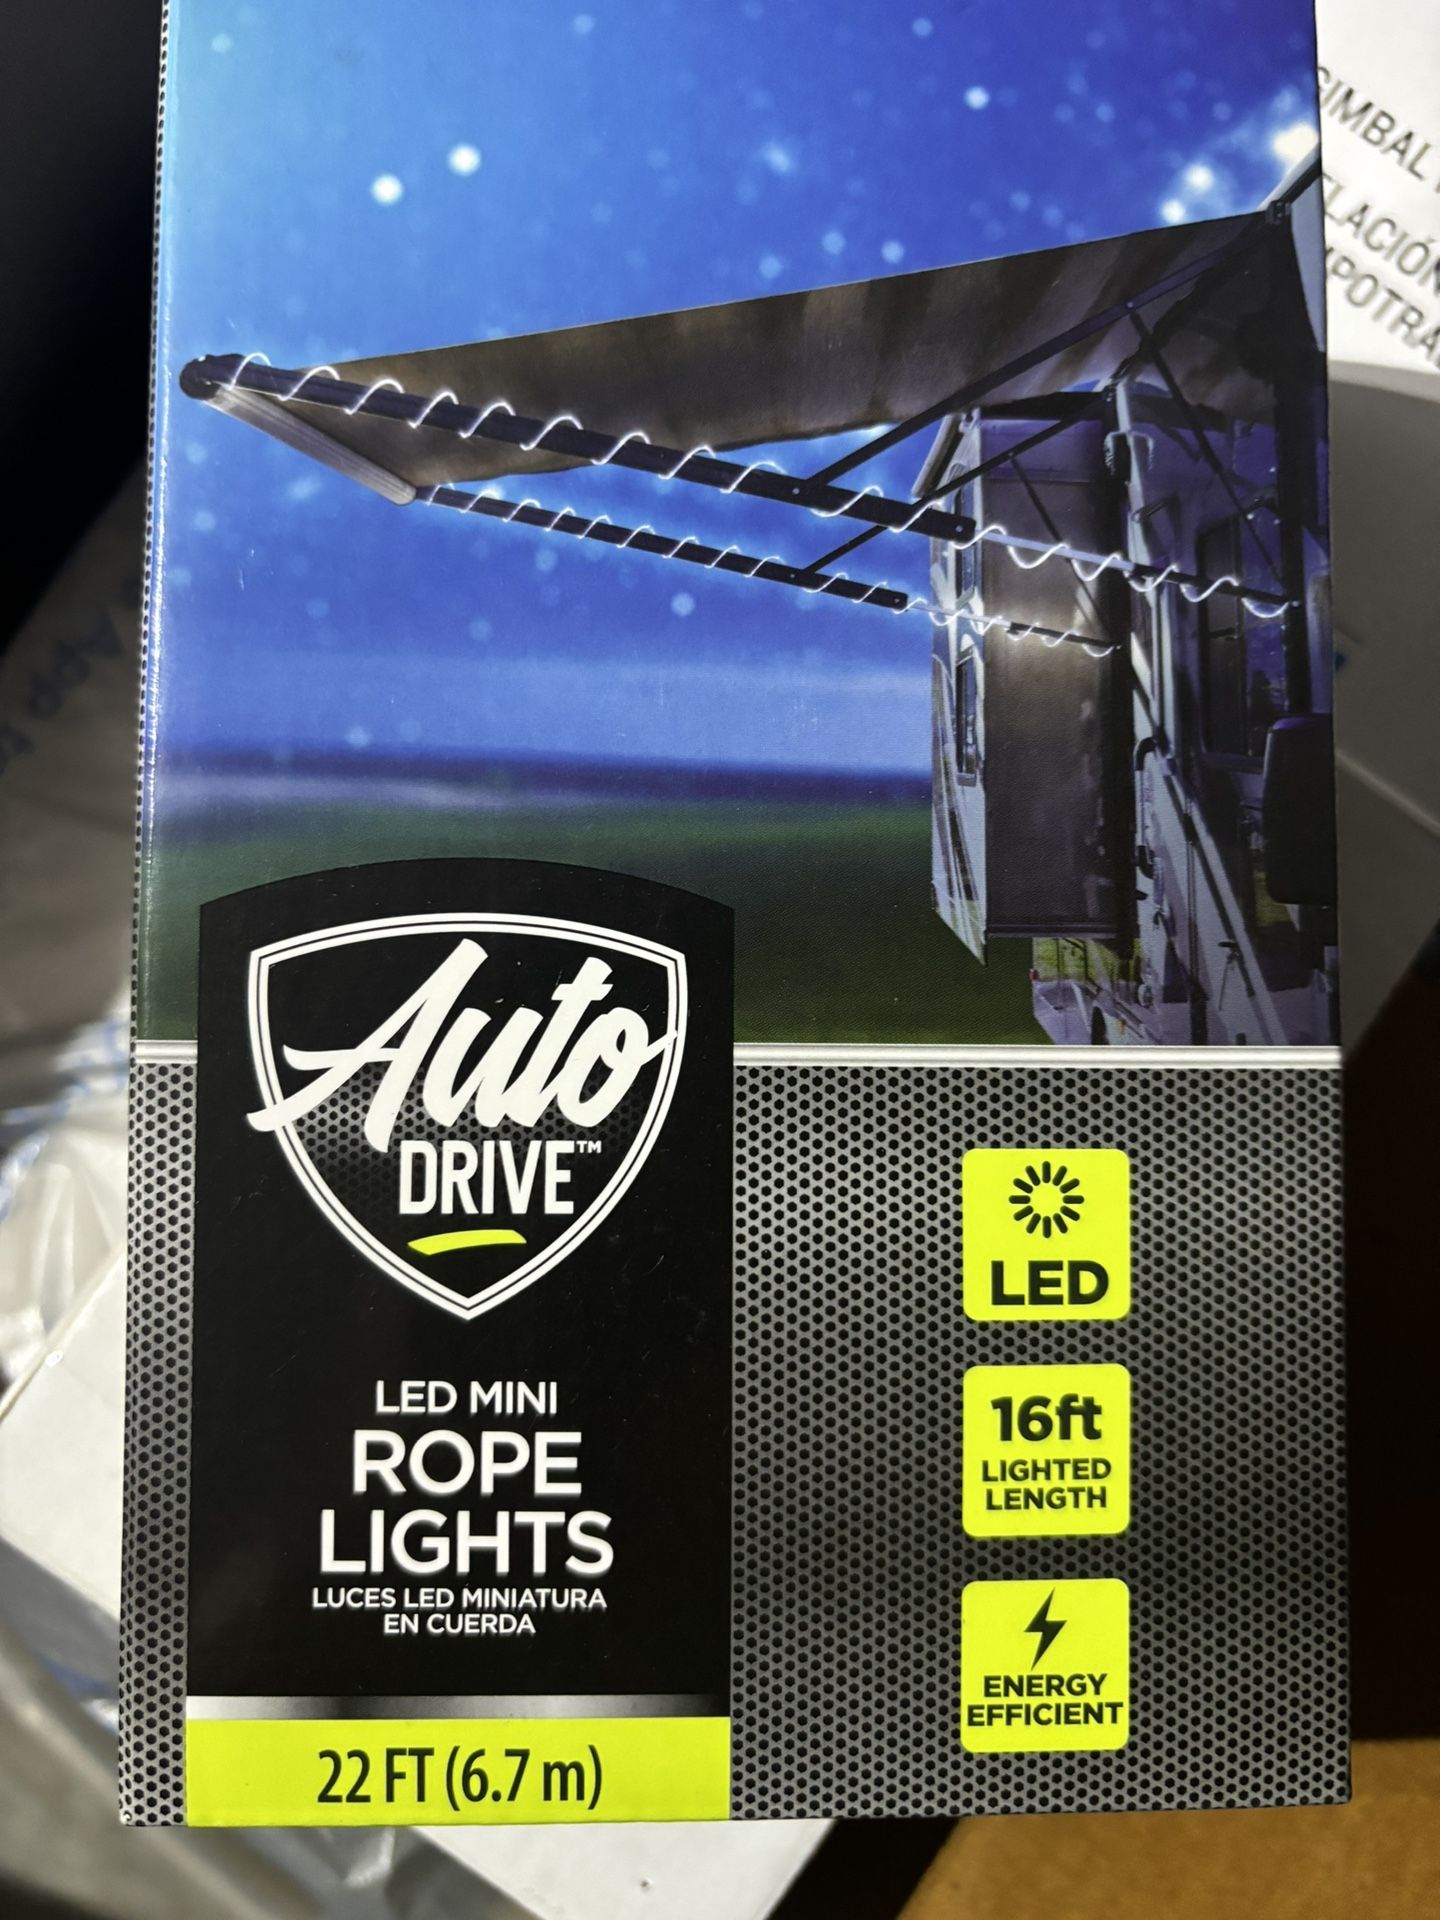 Auto
DRIVE™
LED MINI
ROPE
LIGHTS
LUCES LED MINIATURA
EN CUERDA
22 FT (6.7 m)
LED
16ft
LIGHTED
LENGTH
ENERGY
EFFICIENT